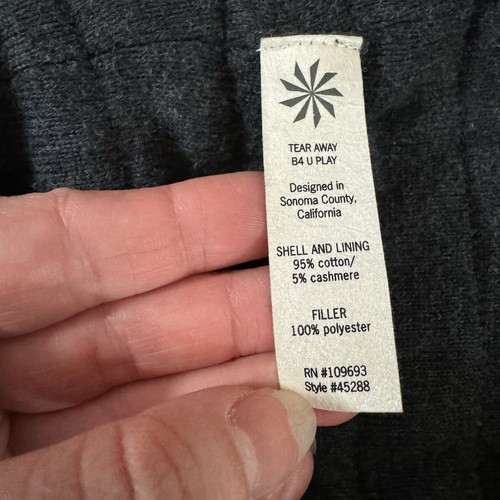 TEAR AWAY
B4 U PLAY
Designed in
Sonoma County,
California
SHELL AND LINING
95% cotton/
5% cashmere
FILLER
100% polyester
RN #109693
Style #45288